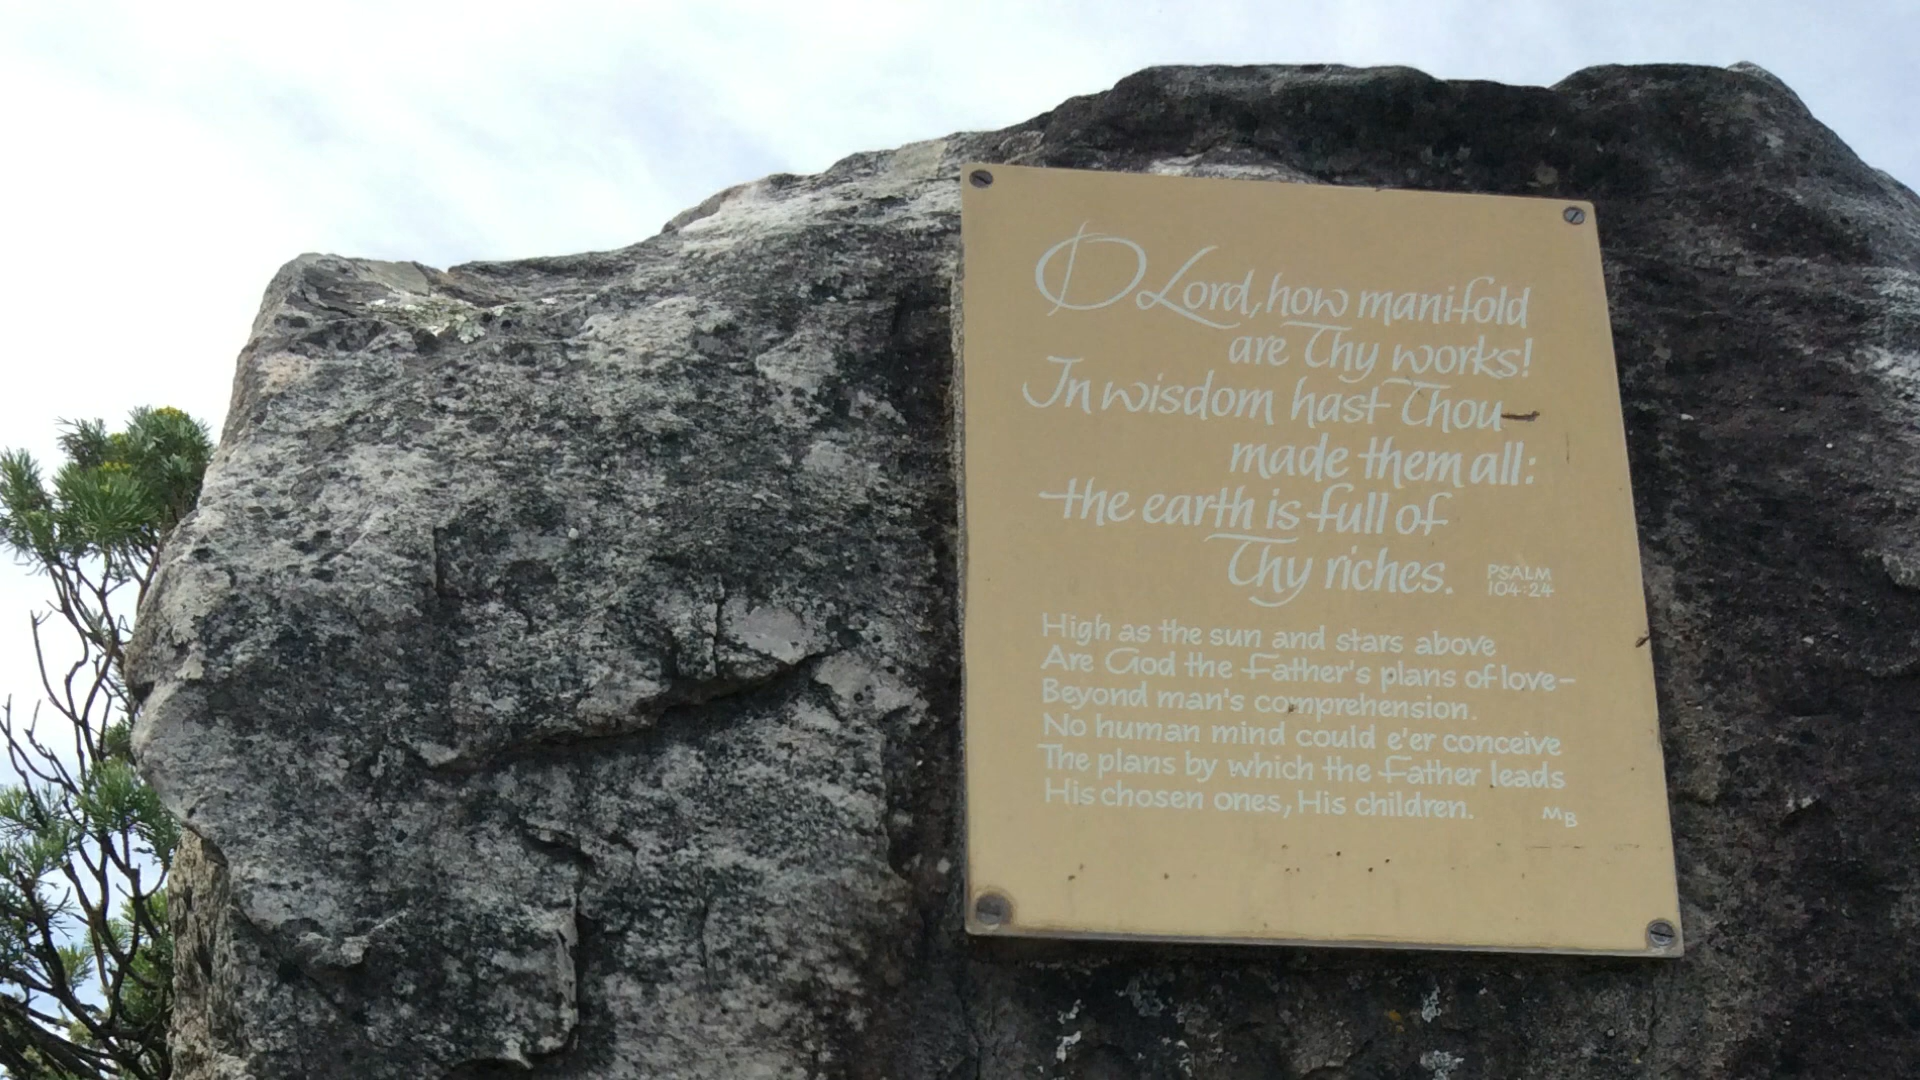 O Lord, how manifold
are Thy works!
In wisdom hast Thou
made them all:
the earth is full of
Thy riches.
PSALM
104:24
High as the sun and stars above
Are God the Father's plans of love–
Beyond man's comprehension.
No human mind could e'er conceive
The plans by which the Father leads
His chosen ones, His children.
MB